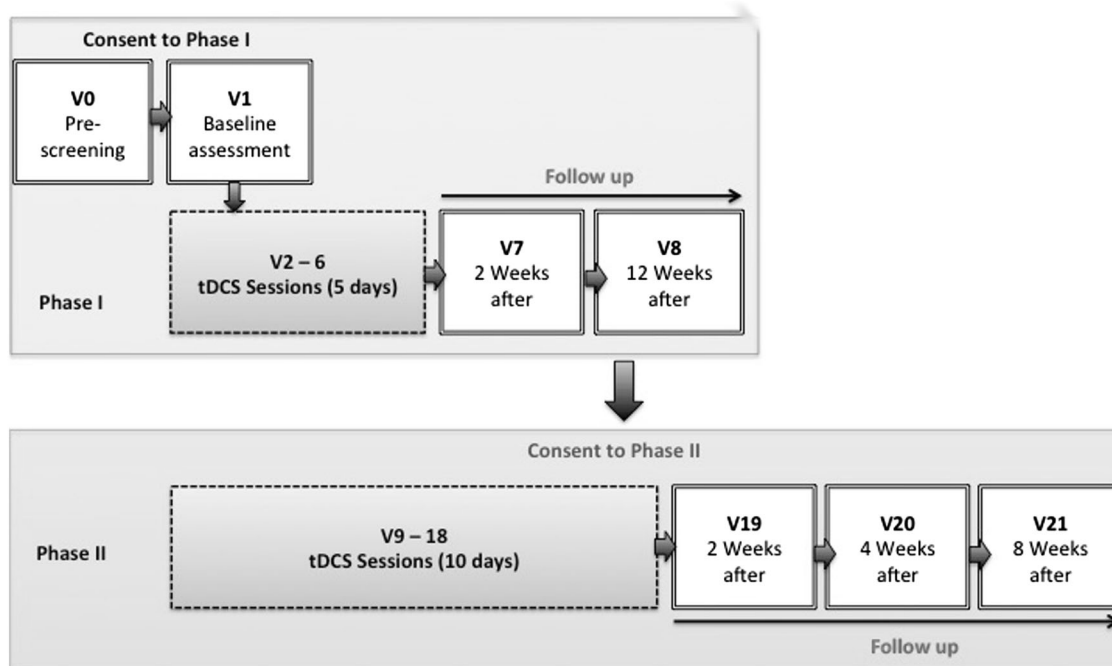 Consent to Phase I
V0
Pre-
screening
V1
Baseline
assessment
Follow up
V2 – 6
tDCS Sessions (5 days)
V7
2 Weeks
after
V8
12 Weeks
after
Phase I
Consent to Phase II
Phase II
V9 – 18
tDCS Sessions (10 days)
V19
2 Weeks
after
V20
4 Weeks
after
V21
8 Weeks
after
Follow up